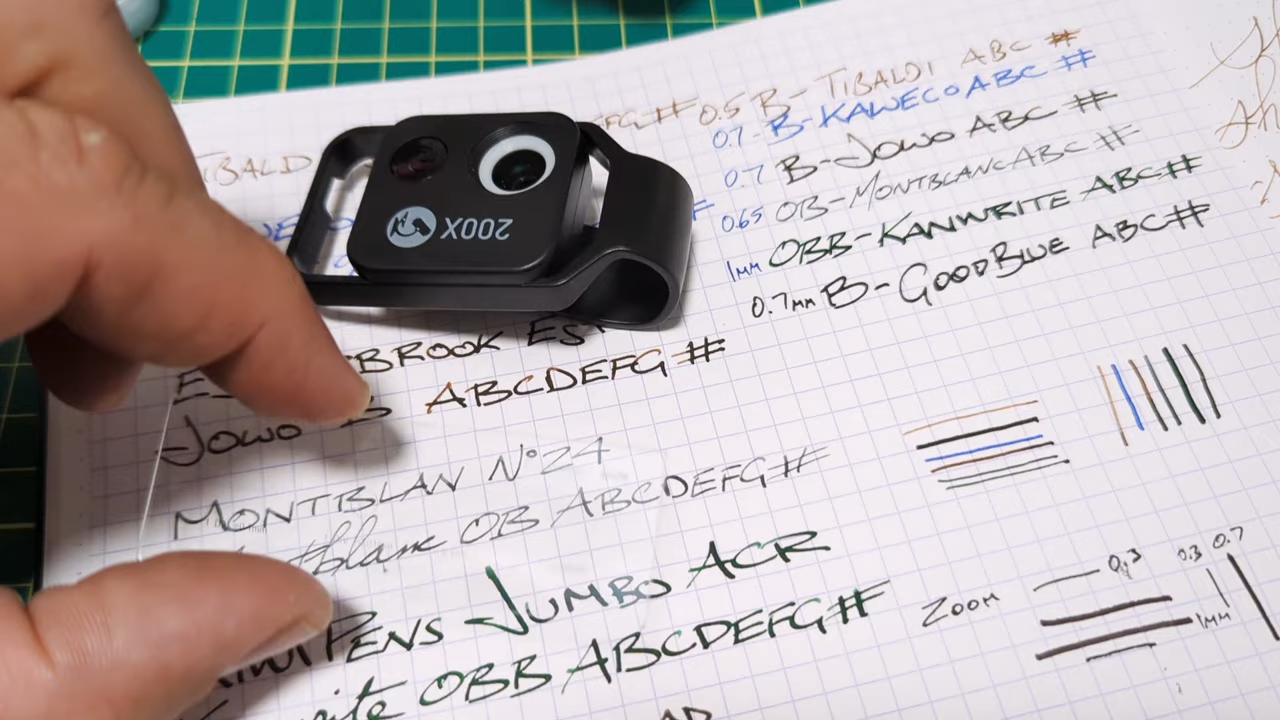 0.5 B- TIBALDI ABC #
0.7 B-KAWECO ABC #
0.7 B-JOWO ABC #
0.65 OB-MONTBLANC ABC #
1MM OBB-KANWRITE ABC #
0.7MM B-GOODBLUE ABC #
FG #
200X
JOWO B ABCDEFG #
MONTBLAN N°24
OB ABCDEFG #
PENS JUMBO ACR
OBB ABCDEFG #
ZOOM
0,3
0.3 0.7
1MM